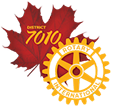 DISTRICT
7010
ROTARY
INTERNATIONAL